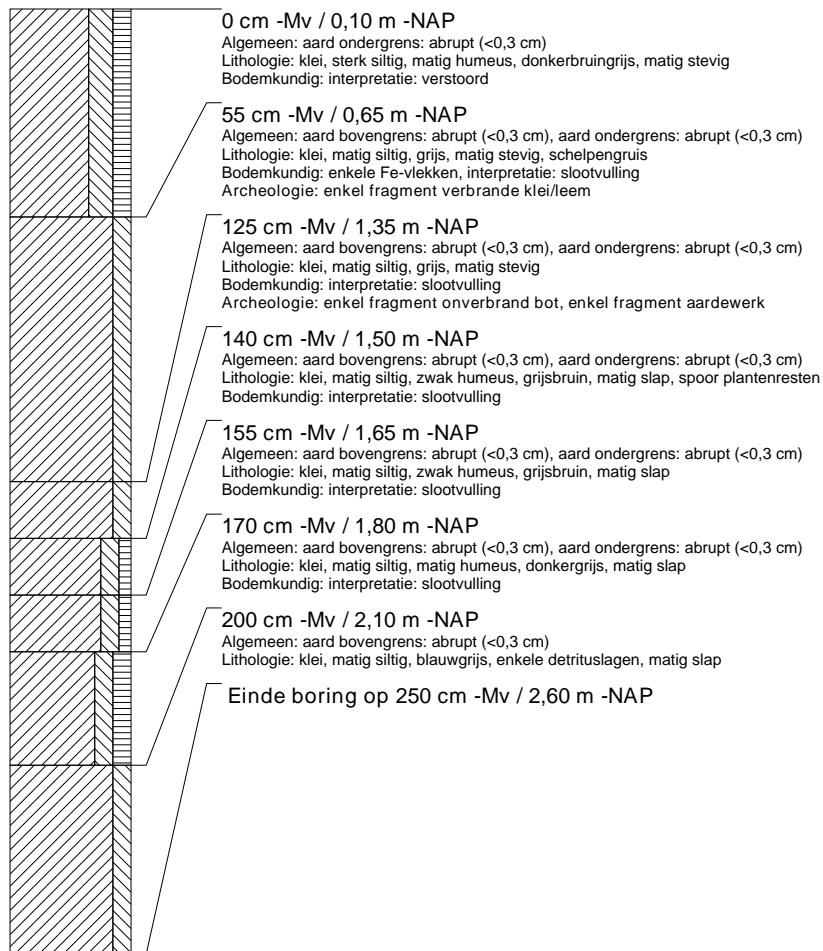 0 cm -Mv / 0,10 m -NAP
Algemeen: aard ondergrens: abrupt (<0,3 cm)
Lithologie: klei, sterk siltig, matig humeus, donkerbruingrijs, matig stevig
Bodemkundig: interpretatie: verstoord
55 cm -Mv / 0,65 m -NAP
Algemeen: aard bovengrens: abrupt (<0,3 cm), aard ondergrens: abrupt (<0,3 cm)
Lithologie: klei, matig siltig, grijs, matig stevig, schelpengruis
Bodemkundig: enkele Fe-vlekken, interpretatie: slootvulling
Archeologie: enkel fragment verbrande klei/leem
125 cm -Mv / 1,35 m -NAP
Algemeen: aard bovengrens: abrupt (<0,3 cm), aard ondergrens: abrupt (<0,3 cm)
Lithologie: klei, matig siltig, grijs, matig stevig
Bodemkundig: interpretatie: slootvulling
Archeologie: enkel fragment onverbrand bot, enkel fragment aardewerk
140 cm -Mv / 1,50 m -NAP
Algemeen: aard bovengrens: abrupt (<0,3 cm), aard ondergrens: abrupt (<0,3 cm)
Lithologie: klei, matig siltig, zwak humeus, grijsbruin, matig slap, spoor plantenresten
Bodemkundig: interpretatie: slootvulling
155 cm -Mv / 1,65 m -NAP
Algemeen: aard bovengrens: abrupt (<0,3 cm), aard ondergrens: abrupt (<0,3 cm)
Lithologie: klei, matig siltig, zwak humeus, grijsbruin, matig slap
Bodemkundig: interpretatie: slootvulling
170 cm -Mv / 1,80 m -NAP
Algemeen: aard bovengrens: abrupt (<0,3 cm), aard ondergrens: abrupt (<0,3 cm)
Lithologie: klei, matig siltig, matig humeus, donkergrijs, matig slap
Bodemkundig: interpretatie: slootvulling
200 cm -Mv / 2,10 m -NAP
Algemeen: aard bovengrens: abrupt (<0,3 cm)
Lithologie: klei, matig siltig, blauwgrijs, enkele detrituslagen, matig slap
Einde boring op 250 cm -Mv / 2,60 m -NAP